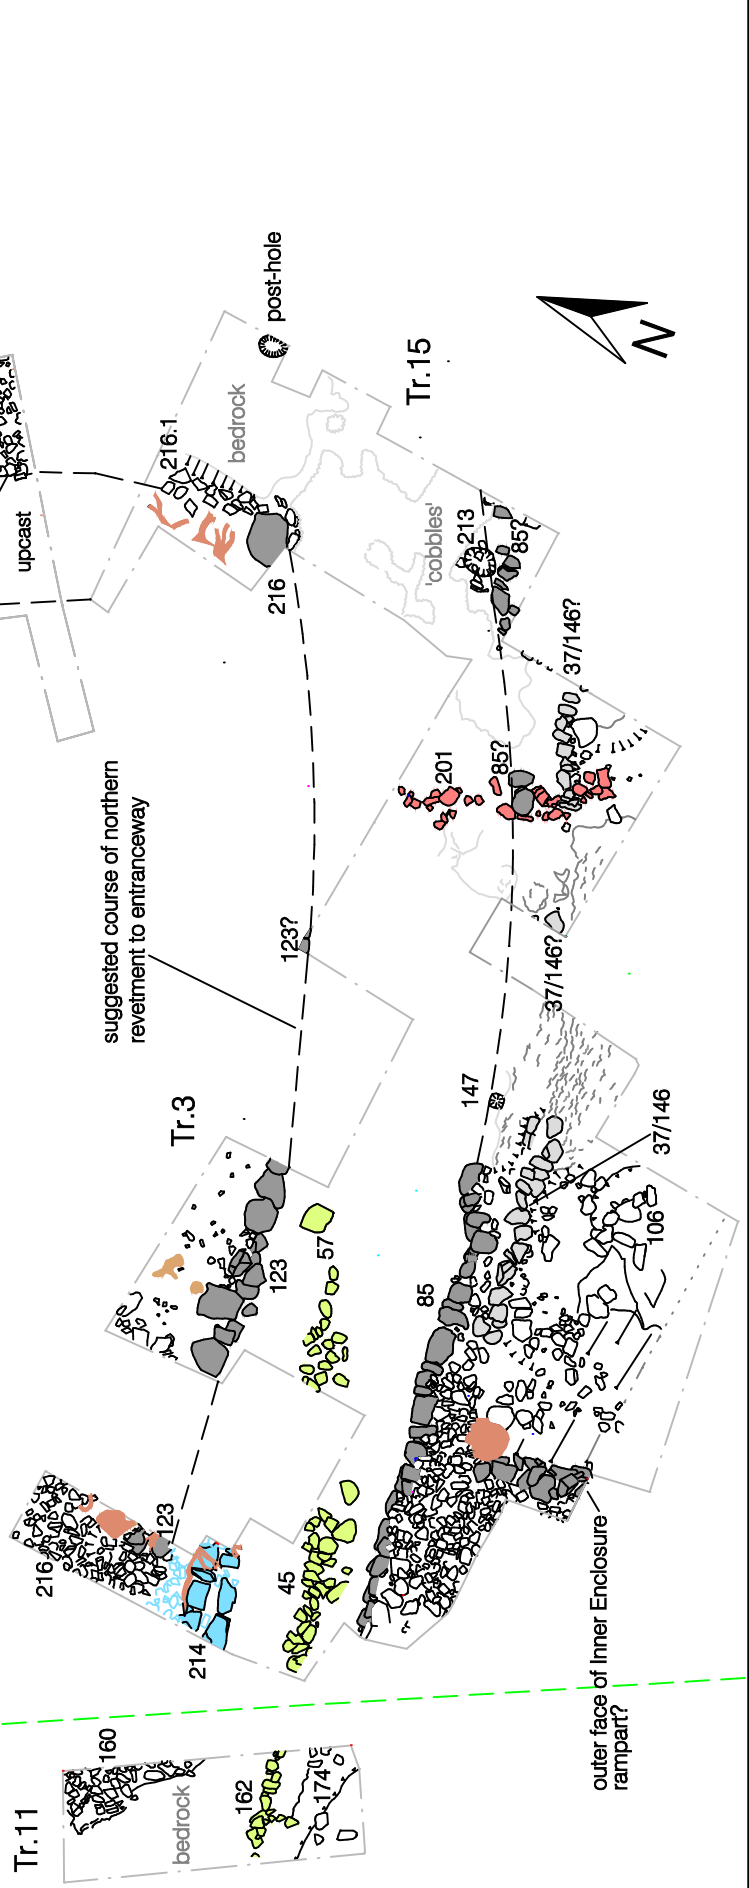 Tr.11
160
bedrock
162
174
216
123
214
45
outer face of Inner Enclosure
rampart?
Tr.3
123
57
85
106
37/146
147
suggested course of northern
revetment to entranceway
123?
37/146?
201
85?
37/146?
upcast
216.1
216
bedrock
post-hole
Tr.15
'cobbles'
213
85?
N